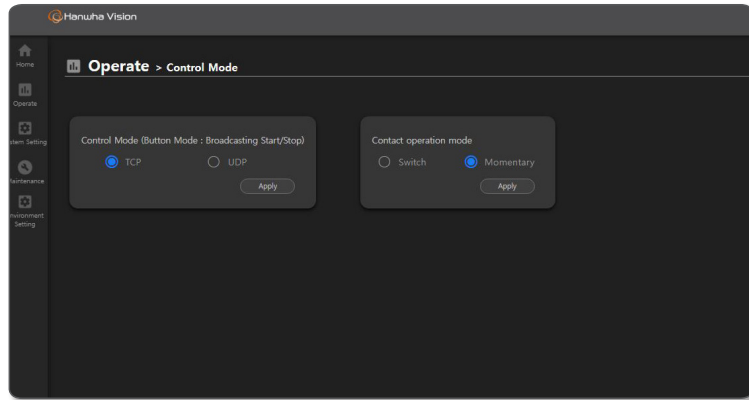 Hanwha Vision
Home
Operate
stem Setting
aintenance
nvironment
Setting
Operate > Control Mode
Control Mode (Button Mode : Broadcasting Start/Stop)
TCP
UDP
Apply
Contact operation mode
Switch
Momentary
Apply